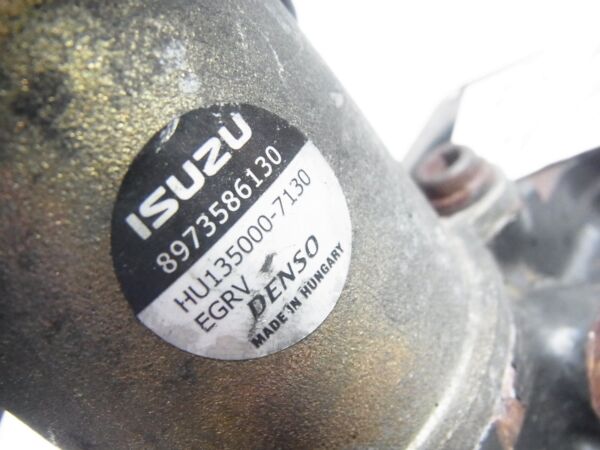 ISUZU
8973586130
HU135000-7130
EGRV
DENSO
MADE IN HUNGARY